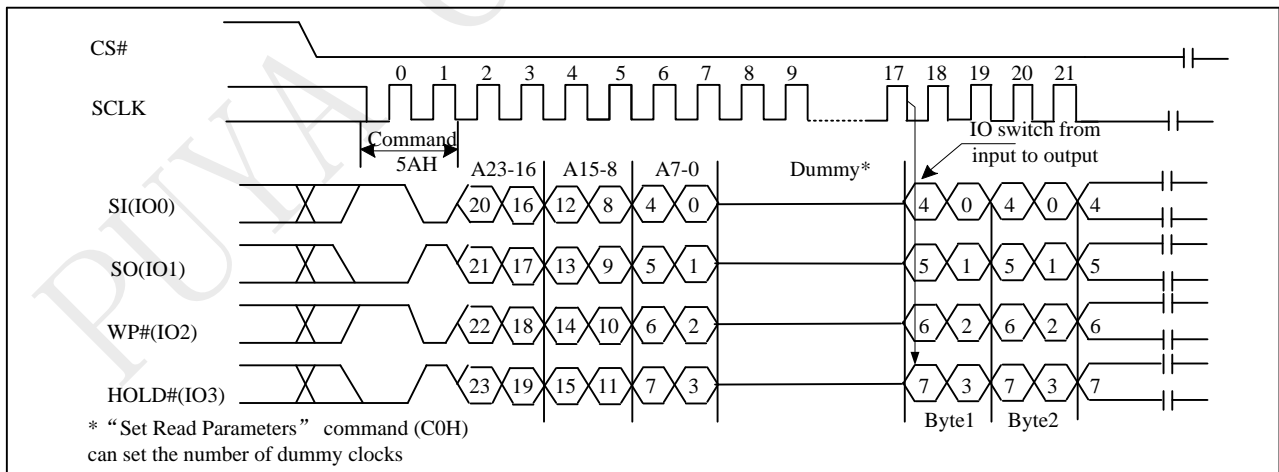 CS#
0 1 2 3 4 5 6 7 8 9 17 18 19 20 21
SCLK
Command
5AH
IO switch from
input to output
A23-16 A15-8 A7-0 Dummy*
SI(IO0) 20 16 12 8 4 0 4 0 4 0 4
SO(IO1) 21 17 13 9 5 1 5 1 5 1 5
WP#(IO2) 22 18 14 10 6 2 6 2 6 2 6
HOLD#(IO3) 23 19 15 11 7 3 7 3 7 3 7
Byte1 Byte2
* “Set Read Parameters” command (C0H)
can set the number of dummy clocks
PUYA